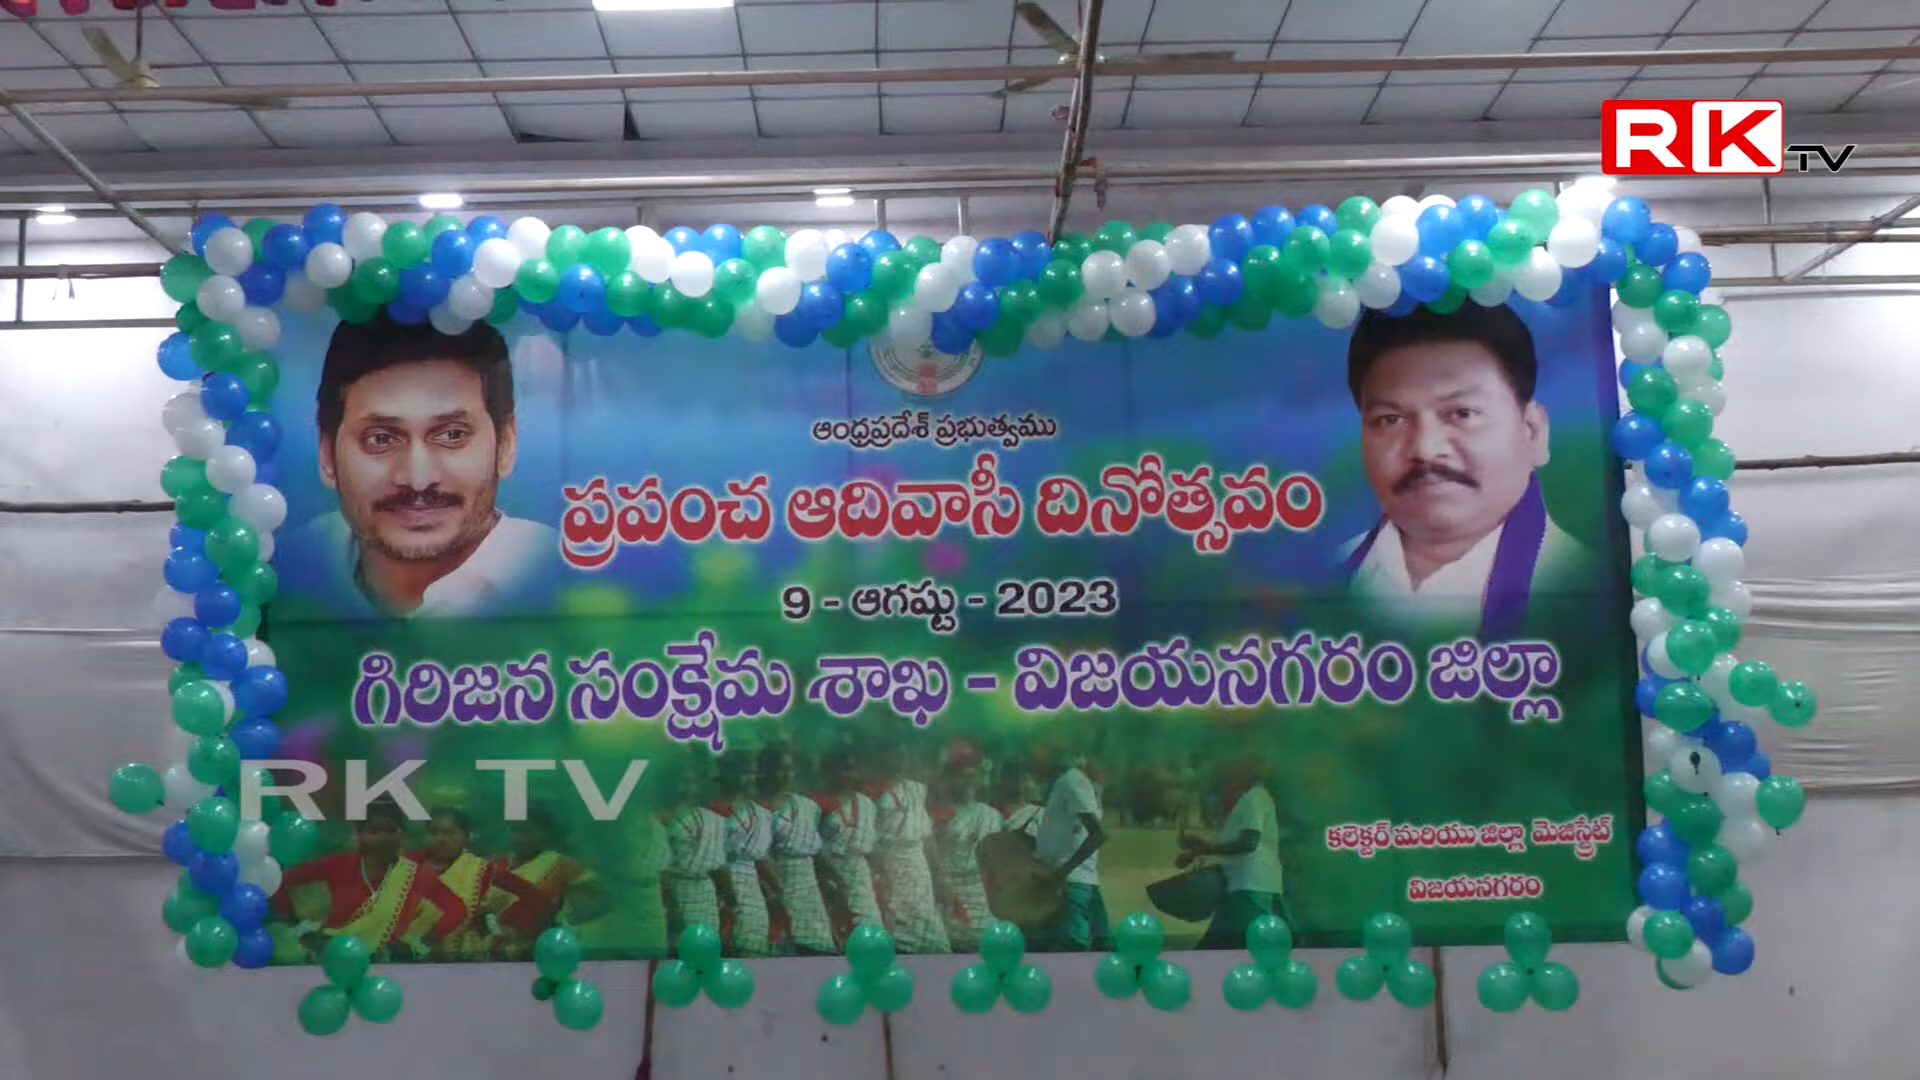 RK TV
ఆంధ్రప్రదేశ్ ప్రభుత్వము
ప్రపంచ ఆదివాసీ దినోత్సవం
9 - ఆగష్టు - 2023
గిరిజన సంక్షేమ శాఖ - విజయనగరం జిల్లా
RK TV
కలెక్టర్ మరియు జిల్లా మెజిస్ట్రేట్
విజయనగరం